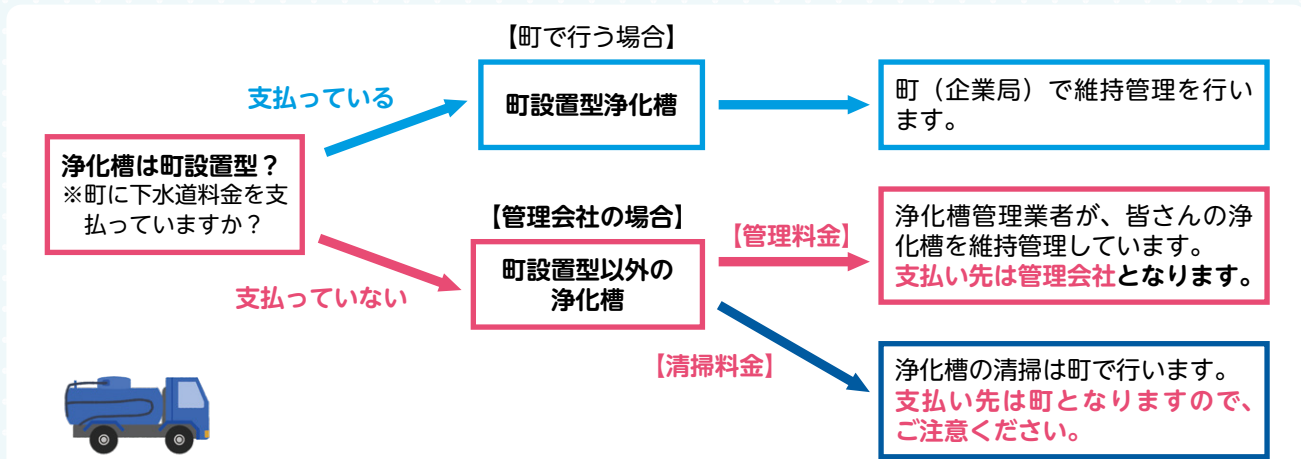 浄化槽は町設置型？
※町に下水道料金を支
払っていますか？
支払っている
【町で行う場合】
町設置型浄化槽
町（企業局）で維持管理を行い
ます。
支払っていない
【管理会社の場合】
町設置型以外の
浄化槽
【管理料金】
浄化槽管理業者が、皆さんの浄
化槽を維持管理しています。
支払い先は管理会社となります。
【清掃料金】
浄化槽の清掃は町で行います。
支払い先は町となりますので、
ご注意ください。